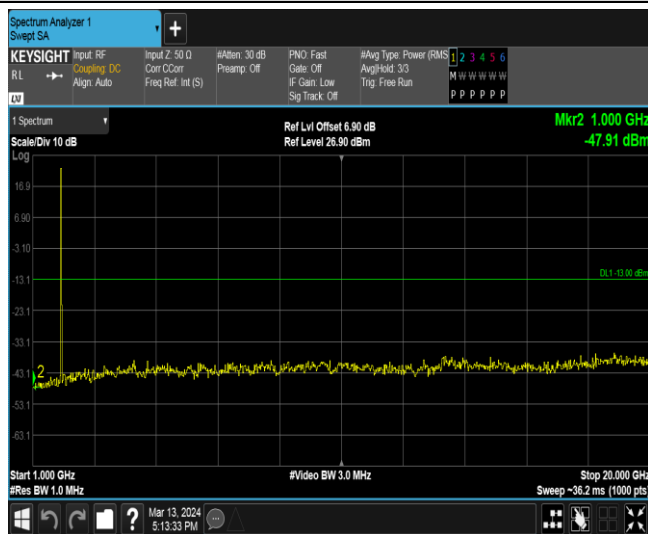 Spectrum Analyzer 1
Swept SA
KEYSIGHT
RL
Input: RF
Coupling: DC
Align: Auto
Input Z: 50 Ω
Corr CCorr
Freq Ref: Int (S)
#Atten: 30 dB
Preamp: Off
PNO: Fast
Gate: Off
IF Gain: Low
Sig Track: Off
#Avg Type: Power (RMS
Avg|Hold: 3/3
Trig: Free Run
1 2 3 4 5 6
M W W W W W
P P P P P P
1 Spectrum
Scale/Div 10 dB
Log
Ref Lvl Offset 6.90 dB
Ref Level 26.90 dBm
Mkr2 1.000 GHz
-47.91 dBm
16.9
6.90
-3.10
-13.1
-23.1
-33.1
-43.1
-53.1
-63.1
DL1 -13.00 dBm
2
Start 1.000 GHz
#Res BW 1.0 MHz
#Video BW 3.0 MHz
Stop 20.000 GHz
Sweep ~36.2 ms (1000 pts)
?
Mar 13, 2024
5:13:33 PM